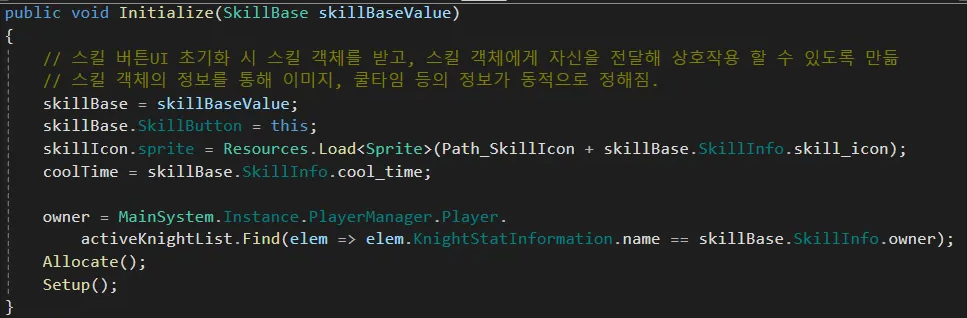 public void Initialize(SkillBase skillBaseValue)
{
// 스킬 버튼UI 초기화 시 스킬 객체를 받고, 스킬 객체에게 자신을 전달해 상호작용 할 수 있도록 만듦
// 스킬 객체의 정보를 통해 이미지, 쿨타임 등의 정보가 동적으로 정해짐.
skillBase = skillBaseValue;
skillBase.SkillButton = this;
skillIcon.sprite = Resources.Load<Sprite>(Path_SkillIcon + skillBase.SkillInfo.skill_icon);
coolTime = skillBase.SkillInfo.cool_time;
owner = MainSystem.Instance.PlayerManager.Player.
activeKnightList.Find(elem => elem.KnightStatInformation.name == skillBase.SkillInfo.owner);
Allocate();
Setup();
}